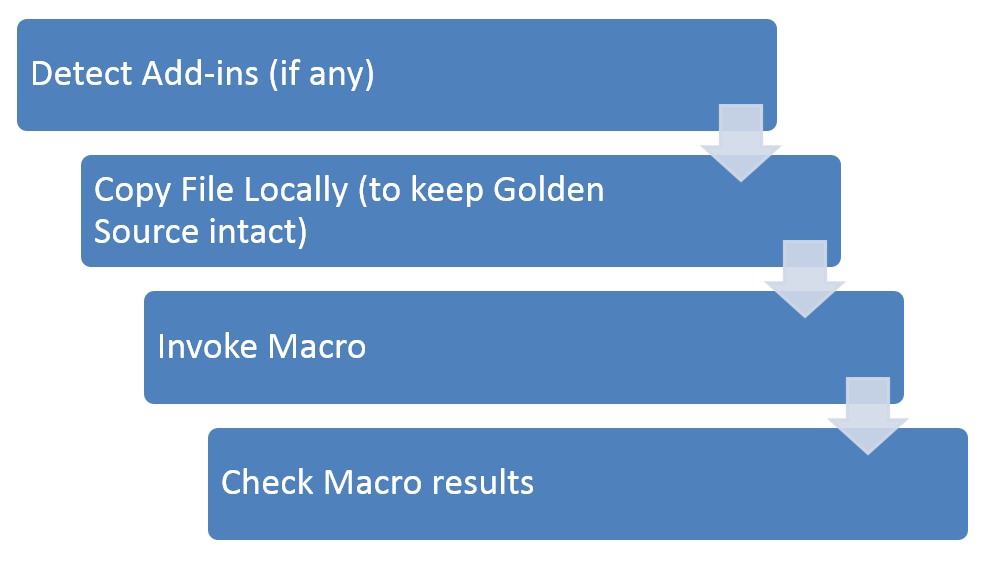 Detect Add-ins (if any)
Copy File Locally (to keep Golden
Source intact)
Invoke Macro
Check Macro results